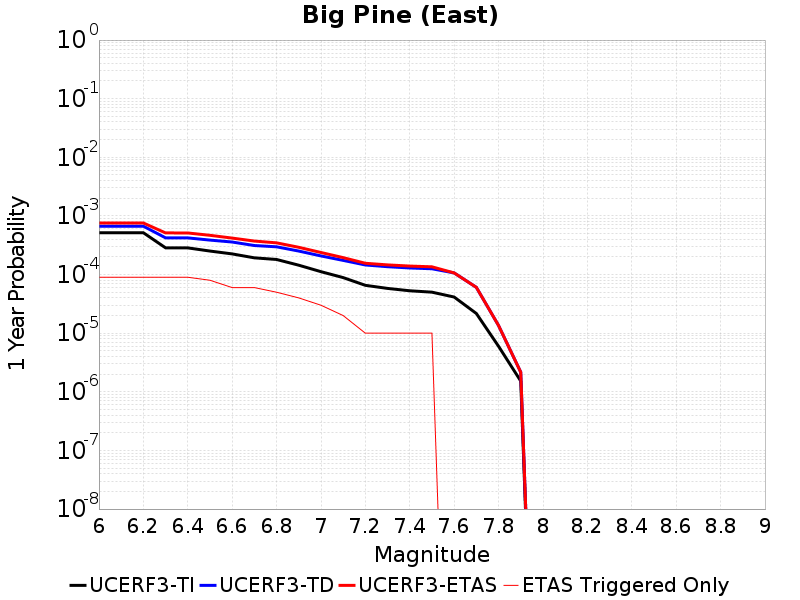 Big Pine (East)
10^0
10^-1
10^-2
10^-3
10^-4
10^-5
10^-6
10^-7
10^-8
1 Year Probability
6 6.2 6.4 6.6 6.8 7 7.2 7.4 7.6 7.8 8 8.2 8.4 8.6 8.8 9
Magnitude
UCERF3-TI UCERF3-TD UCERF3-ETAS ETAS Triggered Only